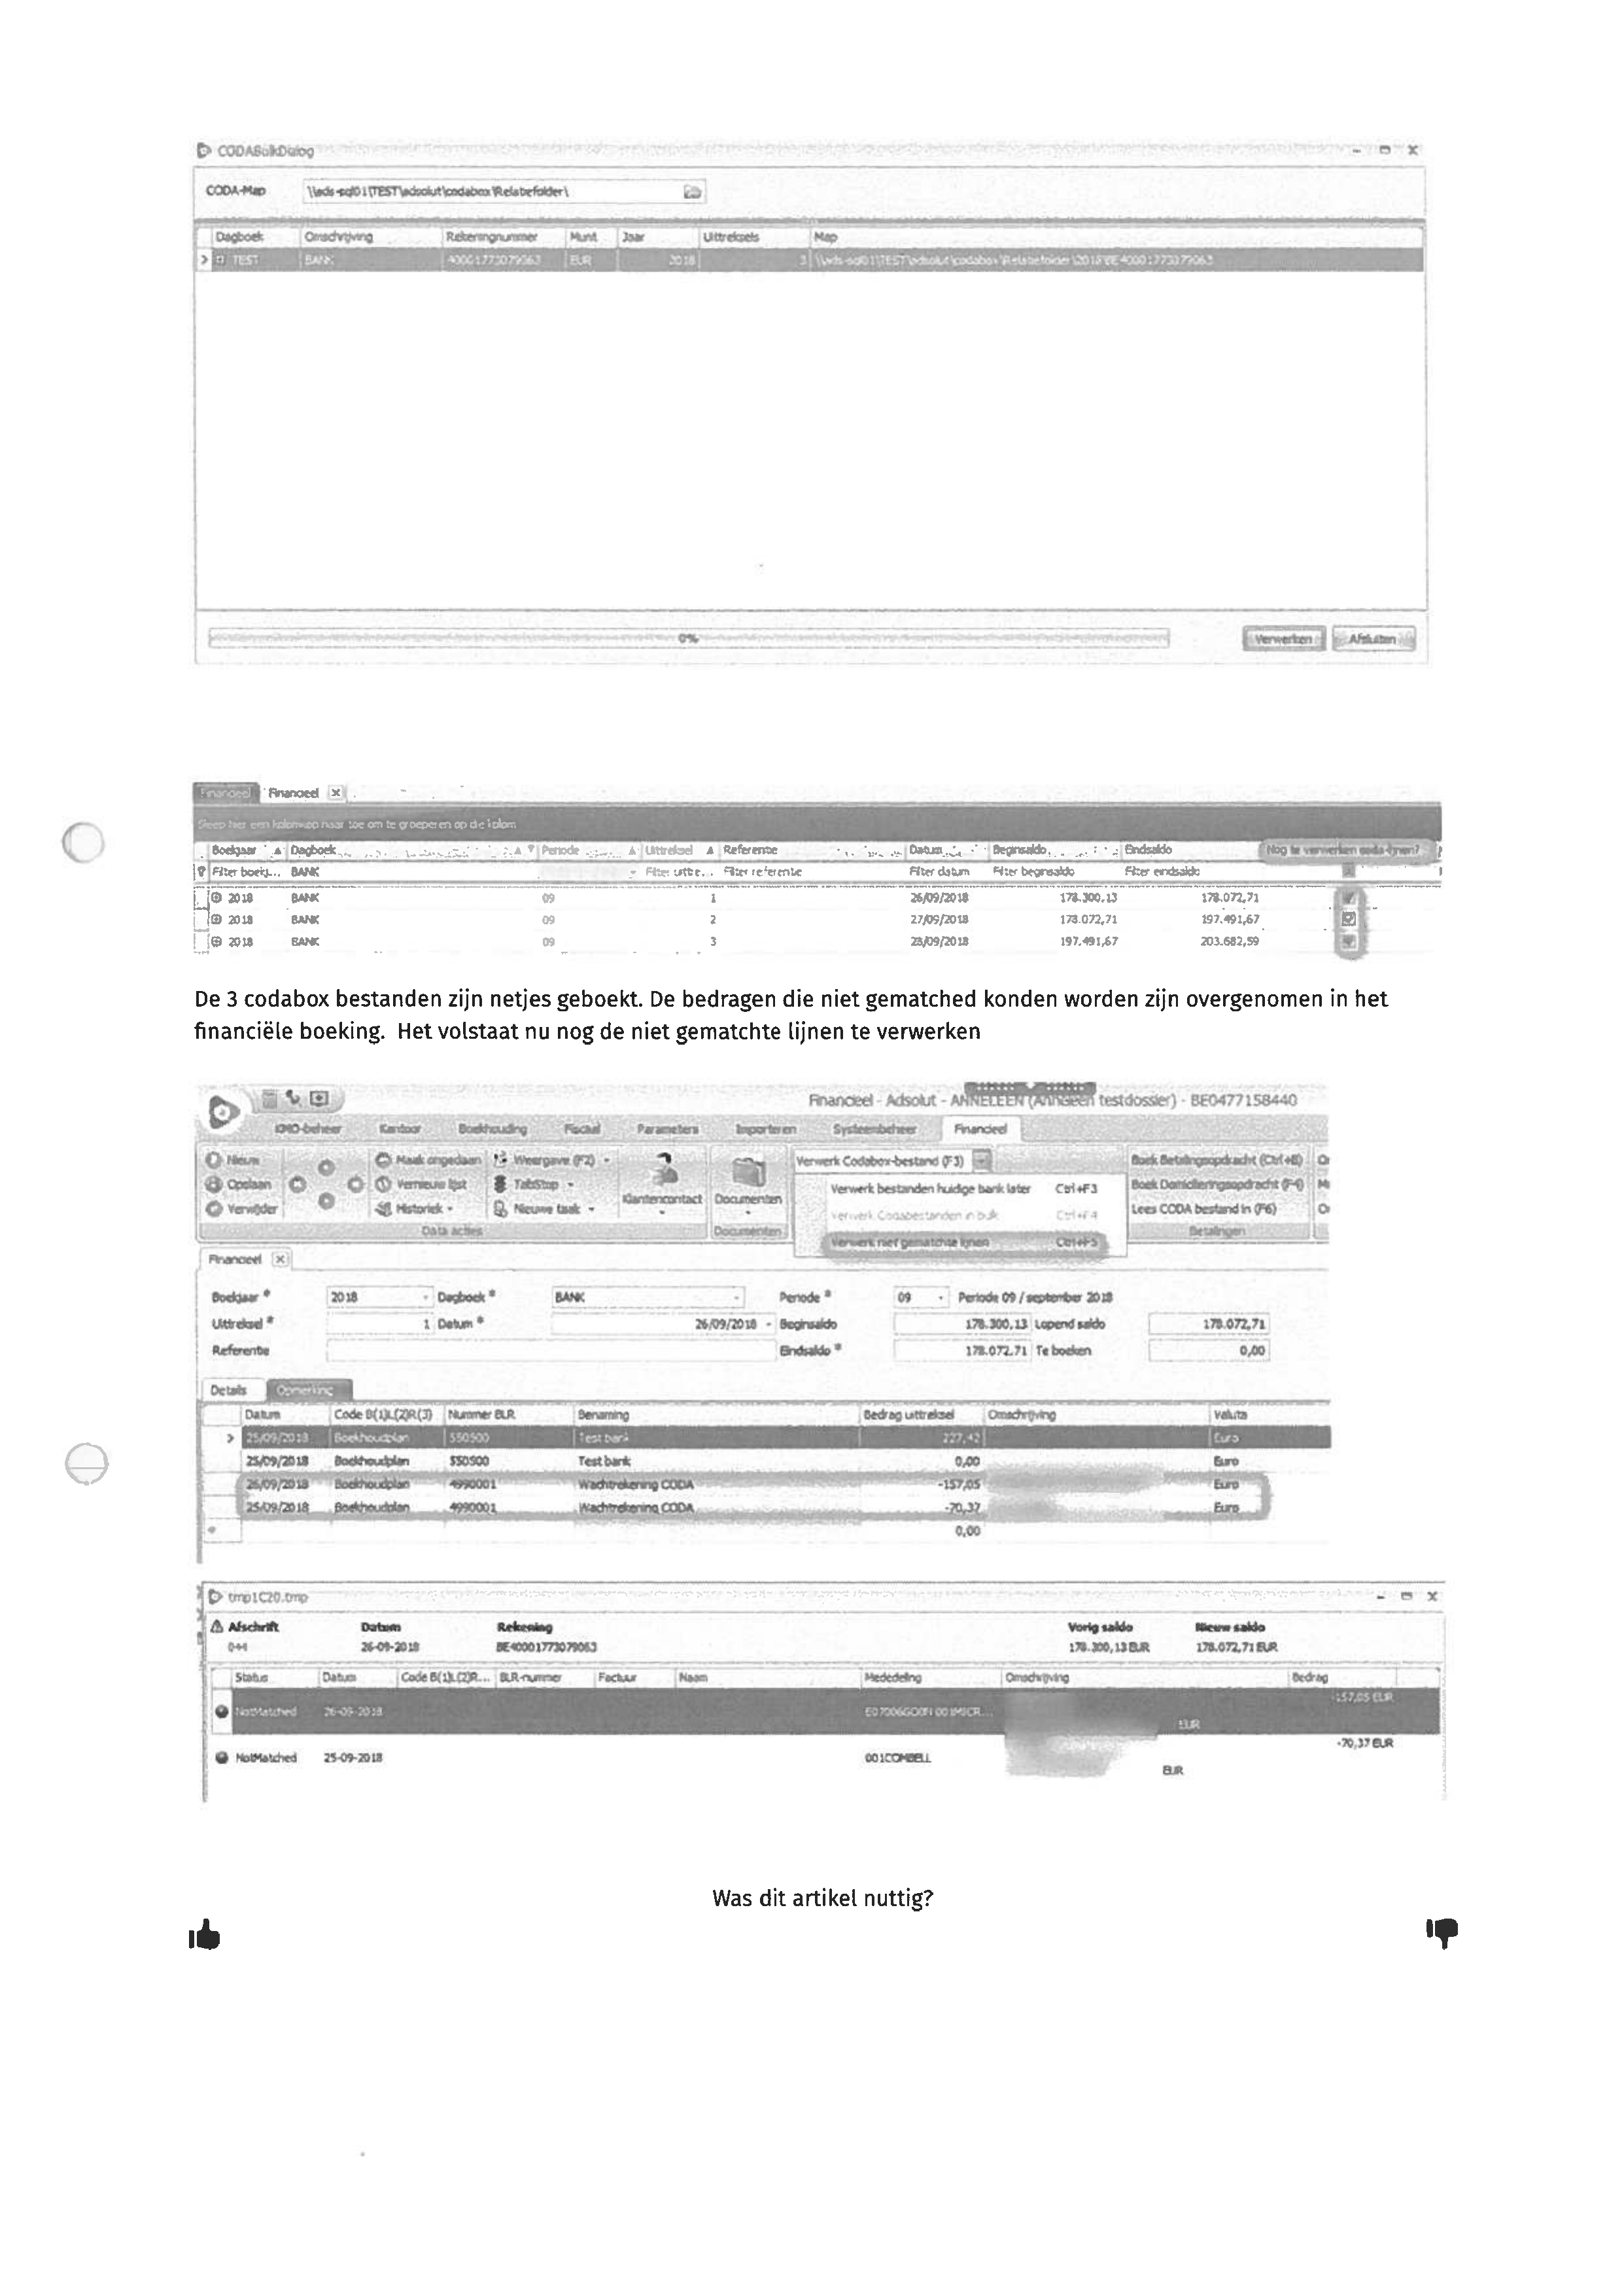 CODABulkDialog
CODA-Map \\wds-sql01\TEST\adsolut\codabox\Relatiefolder\
Dagboek Omschrijving Rekeningnummer Munt Jaar Uittreksels Map
TEST BANK 40001773079063 EUR 2018 3 \\wds-sql01\TEST\adsolut\codabox\Relatiefolder\2018\BE40001773079063
0% Verwerken Afsluiten
Financieel Financieel
Sleep hier een kolomkop naar toe om te groeperen op die kolom
Boekjaar Dagboek Periode Uittreksel Referentie Datum Beginsaldo Eindsaldo Nog te verwerken coda-lijnen?
Filter boekj... BANK Filter uittre... Filter referentie Filter datum Filter beginsaldo Filter eindsaldo
2018 BANK 09 1 26/09/2018 178.300,13 178.072,71
2018 BANK 09 2 27/09/2018 178.072,71 197.491,67
2018 BANK 09 3 28/09/2018 197.491,67 203.682,59
De 3 codabox bestanden zijn netjes geboekt. De bedragen die niet gematched konden worden zijn overgenomen in het
financiële boeking. Het volstaat nu nog de niet gematchte lijnen te verwerken
Financieel - Adsolut - ANNELEEN (Anneleen testdossier) - BE0477158440
KMO-beheer Kantoor Boekhouding Fiscaal Parameters Importeren Systeembeheer Financieel
Nieuw Maak ongedaan Weergave (F2) Verwerk Codabox-bestand (F3) Boek Betalingsopdracht (Ctrl+B)
Opslaan Vernieuw lijst TabStop Klantencontact Documenten Verwerk bestanden huidige bank later Ctrl+F3 Boek Domiciliëringsopdracht (F4)
Verwijder Historiek Nieuwe taak Verwerk Codabestanden in bulk Ctrl+F4 Lees CODA bestand in (F6)
Data acties Documenten Verwerk niet gematchte lijnen Ctrl+F5 Betalingen
Financieel
Boekjaar * 2018 Dagboek * BANK Periode * 09 Periode 09 / september 2018
Uittreksel * 1 Datum * 26/09/2018 Beginsaldo 178.300,13 Lopend saldo 178.072,71
Referentie Eindsaldo * 178.072,71 Te boeken 0,00
Details Opmerking
Datum Code B(1)L(2)R(3) Nummer BLR Benaming Bedrag uittreksel Omschrijving Valuta
25/09/2018 Boekhoudplan 550500 Test bank 227,42 Euro
25/09/2018 Boekhoudplan 550500 Test bank 0,00 Euro
26/09/2018 Boekhoudplan 4990001 Wachtrekening CODA -157,05 Euro
25/09/2018 Boekhoudplan 4990001 Wachtrekening CODA -70,37 Euro
0,00
tmp1C20.tmp
Afschrift Datum Rekening Vorig saldo Nieuw saldo
044 26-09-2018 BE40001773079063 178.300,13 EUR 178.072,71 EUR
Status Datum Code B(1)L(2)R... BLR-nummer Factuur Naam Mededeling Omschrijving Bedrag
-157,05 EUR
NotMatched 26-09-2018
EUR
-70,37 EUR
NotMatched 25-09-2018 001COMBELL
EUR
Was dit artikel nuttig?